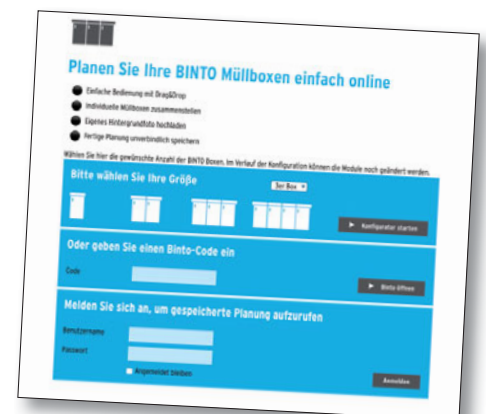 Planen Sie Ihre BINTO Müllboxen einfach online
Einfache Bedienung mit Drag&Drop
Individuelle Müllboxen zusammenstellen
Eigenes Hintergrundfoto hochladen
Fertige Planung unverbindlich speichern
Wählen Sie hier die gewünschte Anzahl der BINTO Boxen. Im Verlauf der Konfiguration können die Module noch geändert werden.
Bitte wählen Sie Ihre Größe
3er Box
Konfigurator starten
Oder geben Sie einen Binto-Code ein
Code
Binto öffnen
Melden Sie sich an, um gespeicherte Planung aufzurufen
Benutzername
Passwort
Angemeldet bleiben
Anmelden